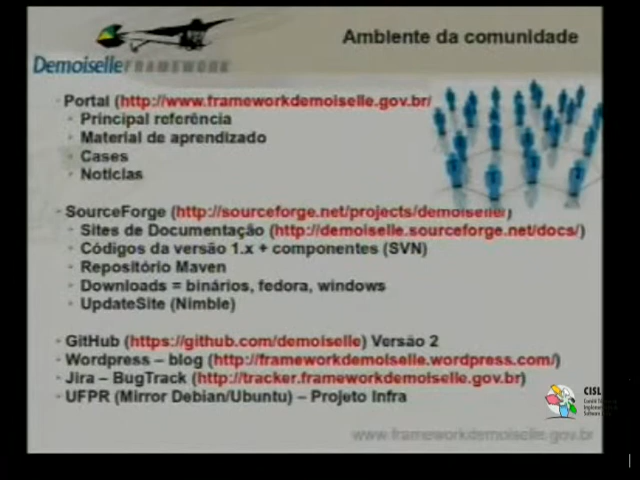 Demoiselle FRAMEWORK
Ambiente da comunidade
Portal (http://www.frameworkdemoiselle.gov.br/
Principal referência
Material de aprendizado
Cases
Noticias
SourceForge (http://sourceforge.net/projects/demoiselle/)
Sites de Documentação (http://demoiselle.sourceforge.net/docs/)
Códigos da versão 1.x + componentes (SVN)
Repositório Maven
Downloads = binários, fedora, windows
UpdateSite (Nimble)
GitHub (https://github.com/demoiselle) Versão 2
Wordpress – blog (http://frameworkdemoiselle.wordpress.com/)
Jira – BugTrack (http://tracker.frameworkdemoiselle.gov.br)
UFPR (Mirror Debian/Ubuntu) – Projeto Infra
CISL
www.frameworkdemoiselle.gov.br